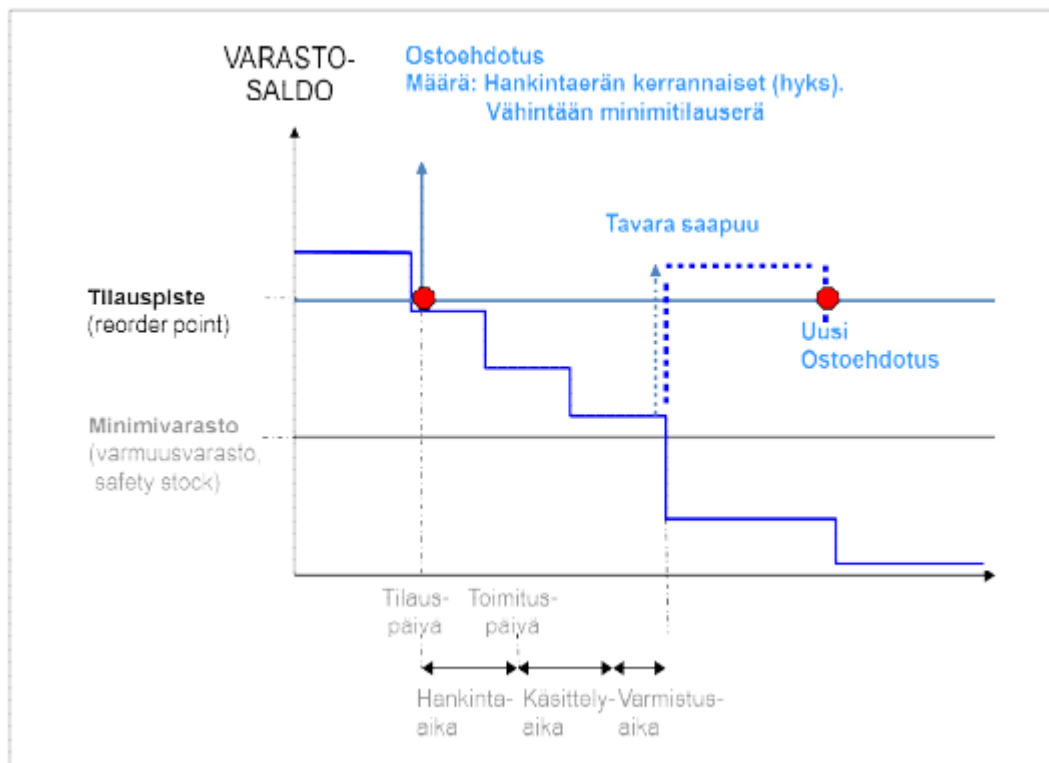 VARASTO-
SALDO
Ostoehdotus
Määrä: Hankintaerän kerrannaiset (hyks).
Vähintään minimitilauserä
Tavara saapuu
Tilauspiste
(reorder point)
Uusi
Ostoehdotus
Minimivarasto
(varmuusvarasto,
safety stock)
Tilaus-
päivä
Toimitus-
päivä
Hankinta-
aika
Käsittely-
aika
Varmistus-
aika